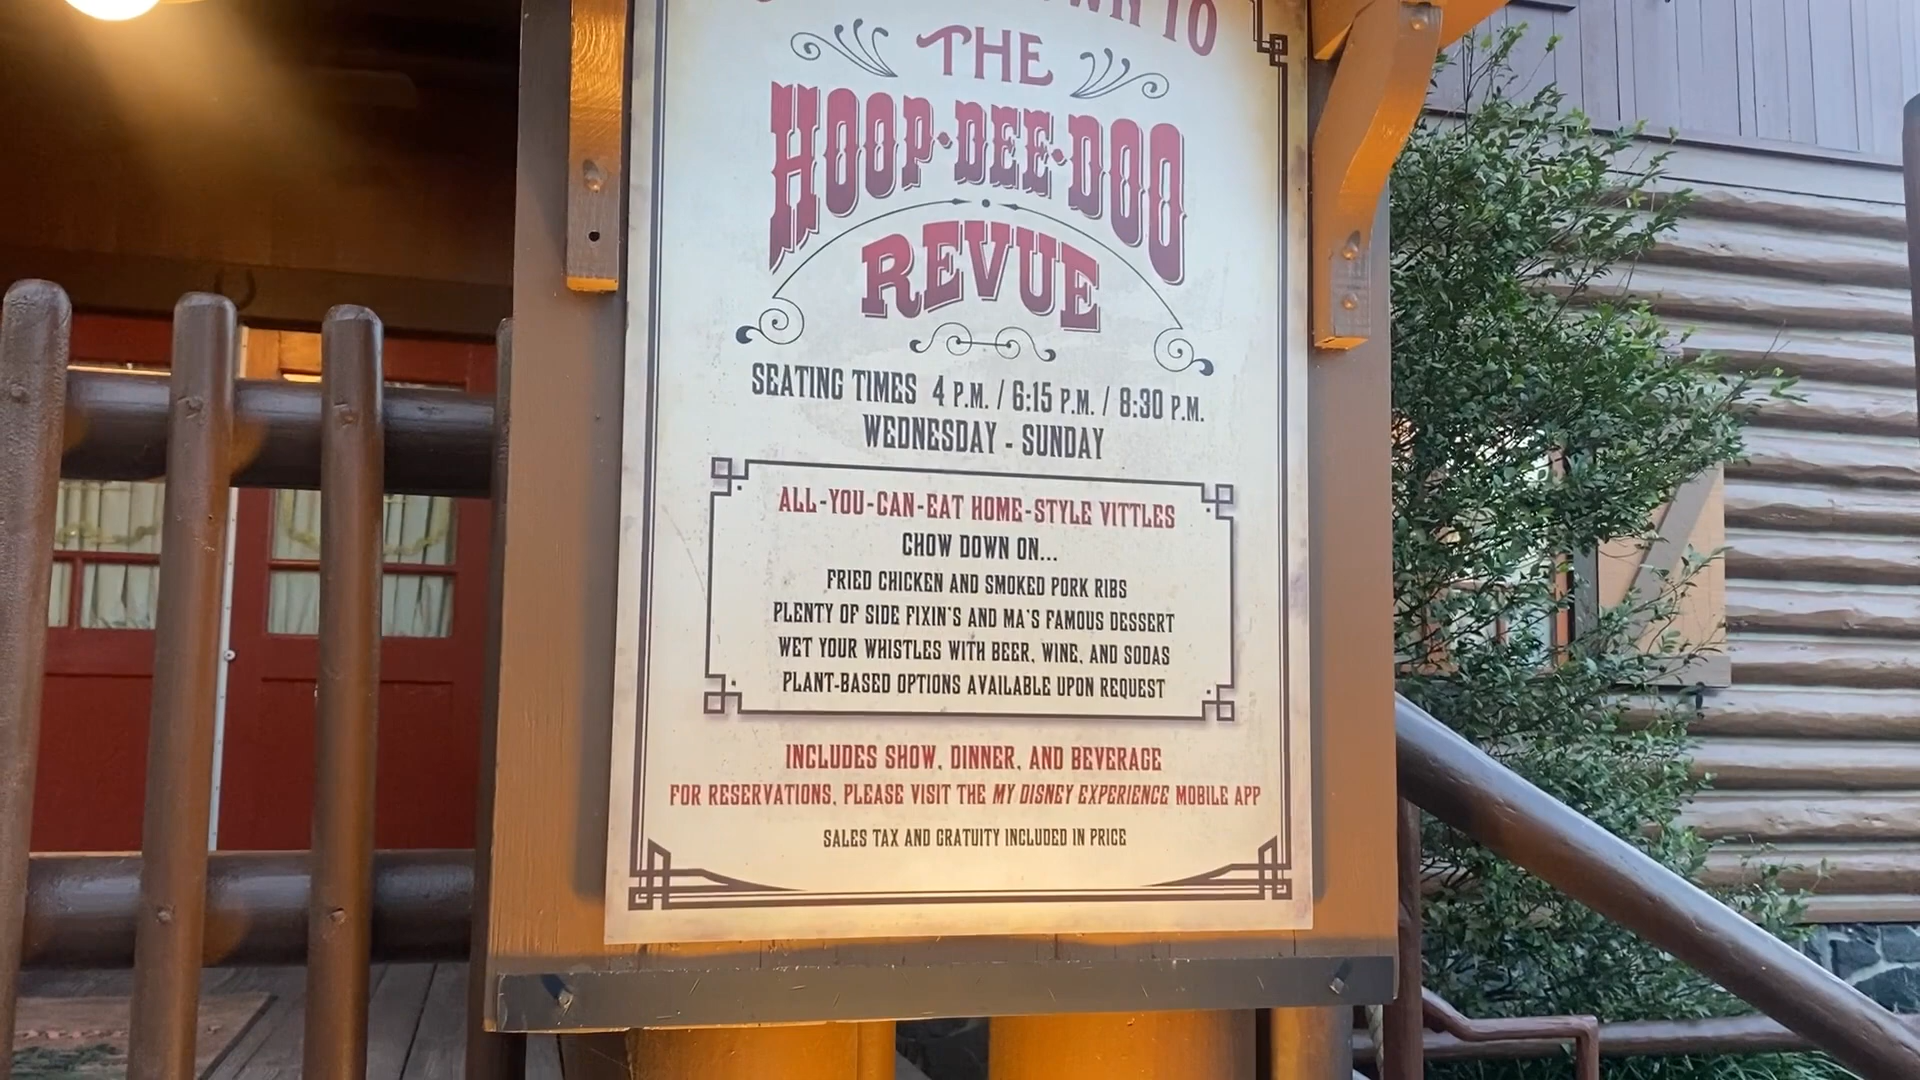 TO
THE
HOOP-DEE-DOO
REVUE
SEATING TIMES 4 P.M. / 6:15 P.M. / 8:30 P.M.
WEDNESDAY - SUNDAY
ALL-YOU-CAN-EAT HOME-STYLE VITTLES
CHOW DOWN ON...
FRIED CHICKEN AND SMOKED PORK RIBS
PLENTY OF SIDE FIXIN'S AND MA'S FAMOUS DESSERT
WET YOUR WHISTLES WITH BEER, WINE, AND SODAS
PLANT-BASED OPTIONS AVAILABLE UPON REQUEST
INCLUDES SHOW, DINNER, AND BEVERAGE
FOR RESERVATIONS, PLEASE VISIT THE MY DISNEY EXPERIENCE MOBILE APP
SALES TAX AND GRATUITY INCLUDED IN PRICE